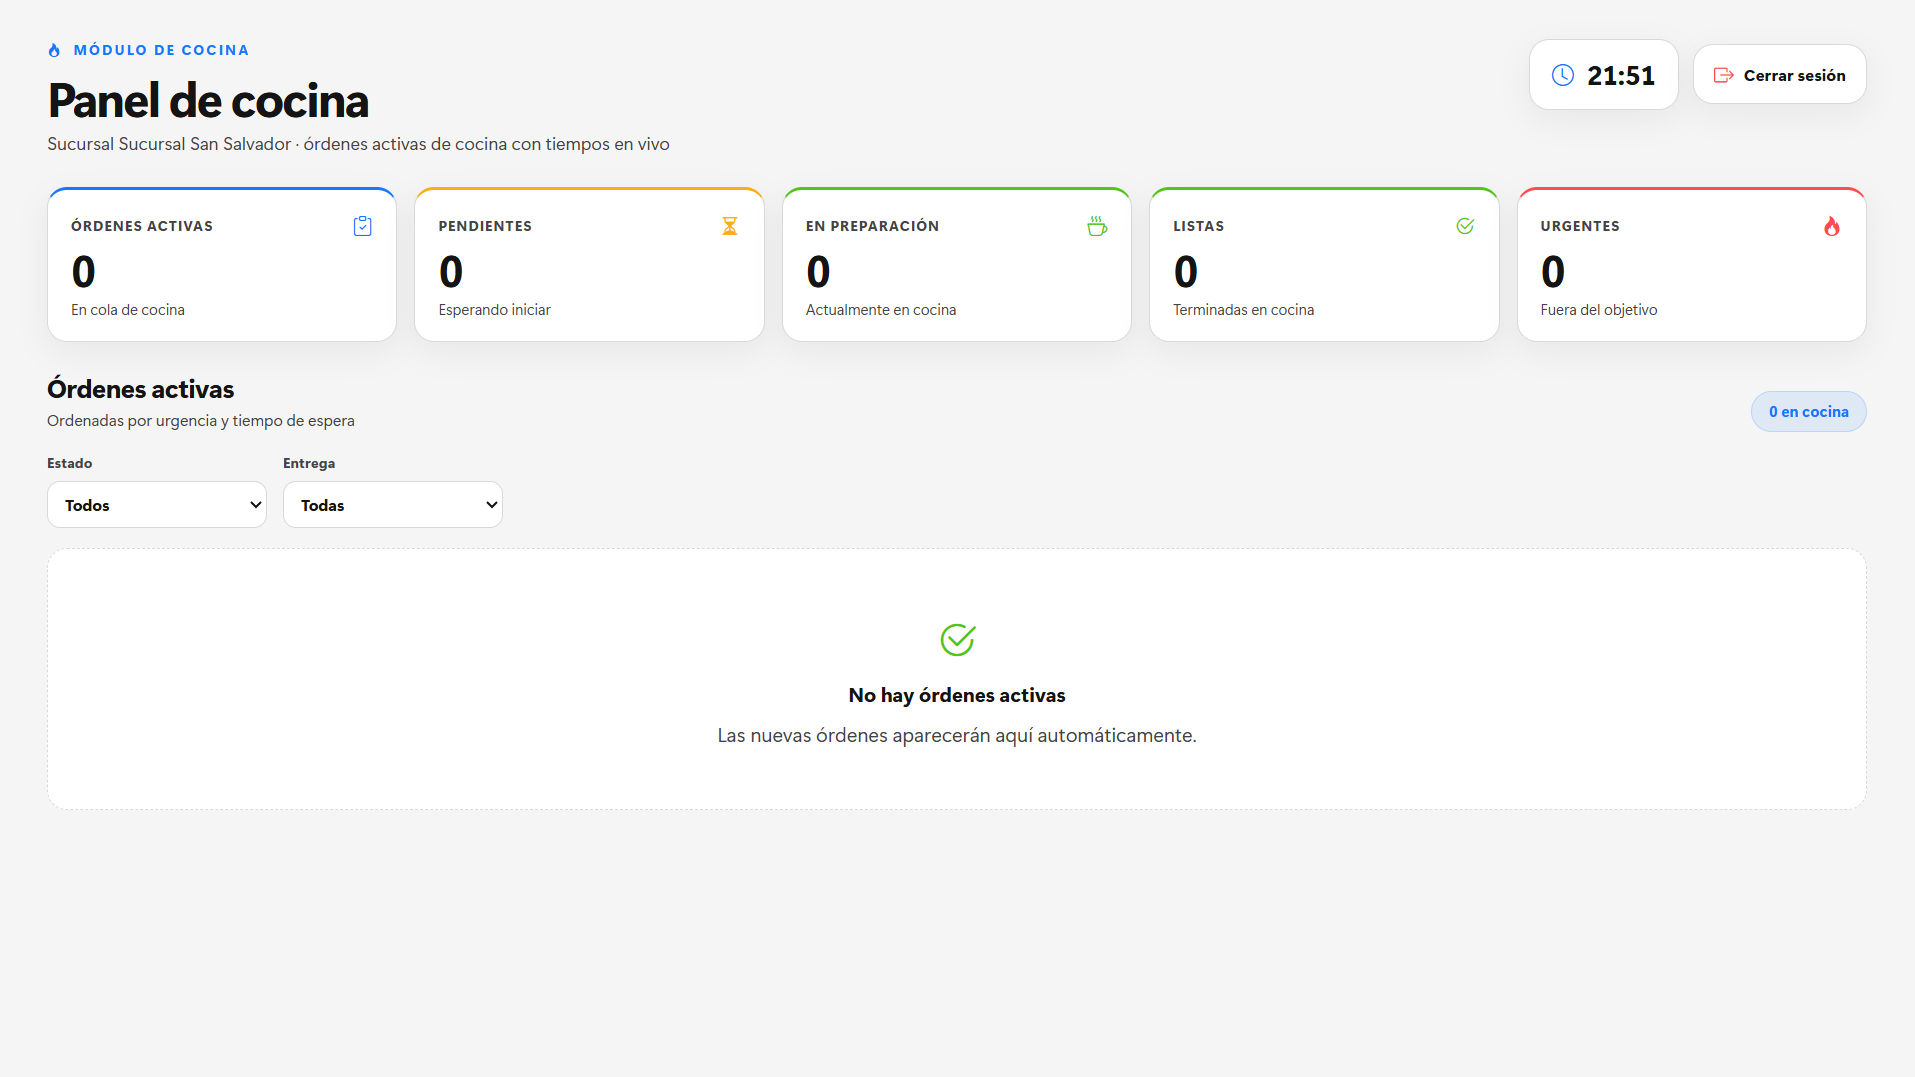 MÓDULO DE COCINA
Panel de cocina
Sucursal Sucursal San Salvador · órdenes activas de cocina con tiempos en vivo
21:51
Cerrar sesión
ÓRDENES ACTIVAS
0
En cola de cocina
PENDIENTES
0
Esperando iniciar
EN PREPARACIÓN
0
Actualmente en cocina
LISTAS
0
Terminadas en cocina
URGENTES
0
Fuera del objetivo
Órdenes activas
Ordenadas por urgencia y tiempo de espera
0 en cocina
Estado
Todos
Entrega
Todas
No hay órdenes activas
Las nuevas órdenes aparecerán aquí automáticamente.